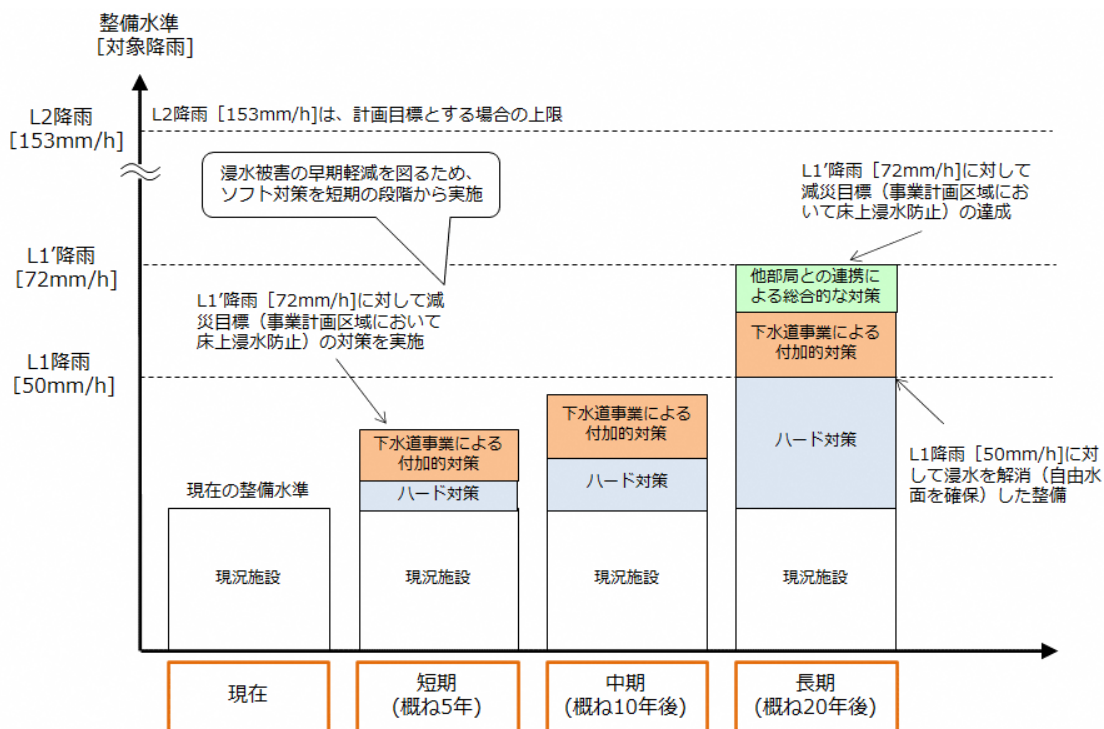 整備水準
[対象降雨]
L2降雨
[153mm/h]
L2降雨［153mm/h]は、計画目標とする場合の上限
浸水被害の早期軽減を図るため、
ソフト対策を短期の段階から実施
L1’降雨［72mm/h]に対して
減災目標（事業計画区域にお
いて床上浸水防止）の達成
L1’降雨
[72mm/h]
他部局との連携に
よる総合的な対策
L1’降雨［72mm/h]に対して減
災目標（事業計画区域において
床上浸水防止）の対策を実施
下水道事業による
付加的対策
L1降雨
[50mm/h]
下水道事業による
付加的対策
下水道事業による
付加的対策
ハード対策
L1降雨［50mm/h]に対
して浸水を解消（自由水
面を確保）した整備
現在の整備水準
ハード対策
ハード対策
現況施設
現況施設
現況施設
現況施設
現在
短期
(概ね5年)
中期
(概ね10年後)
長期
(概ね20年後)